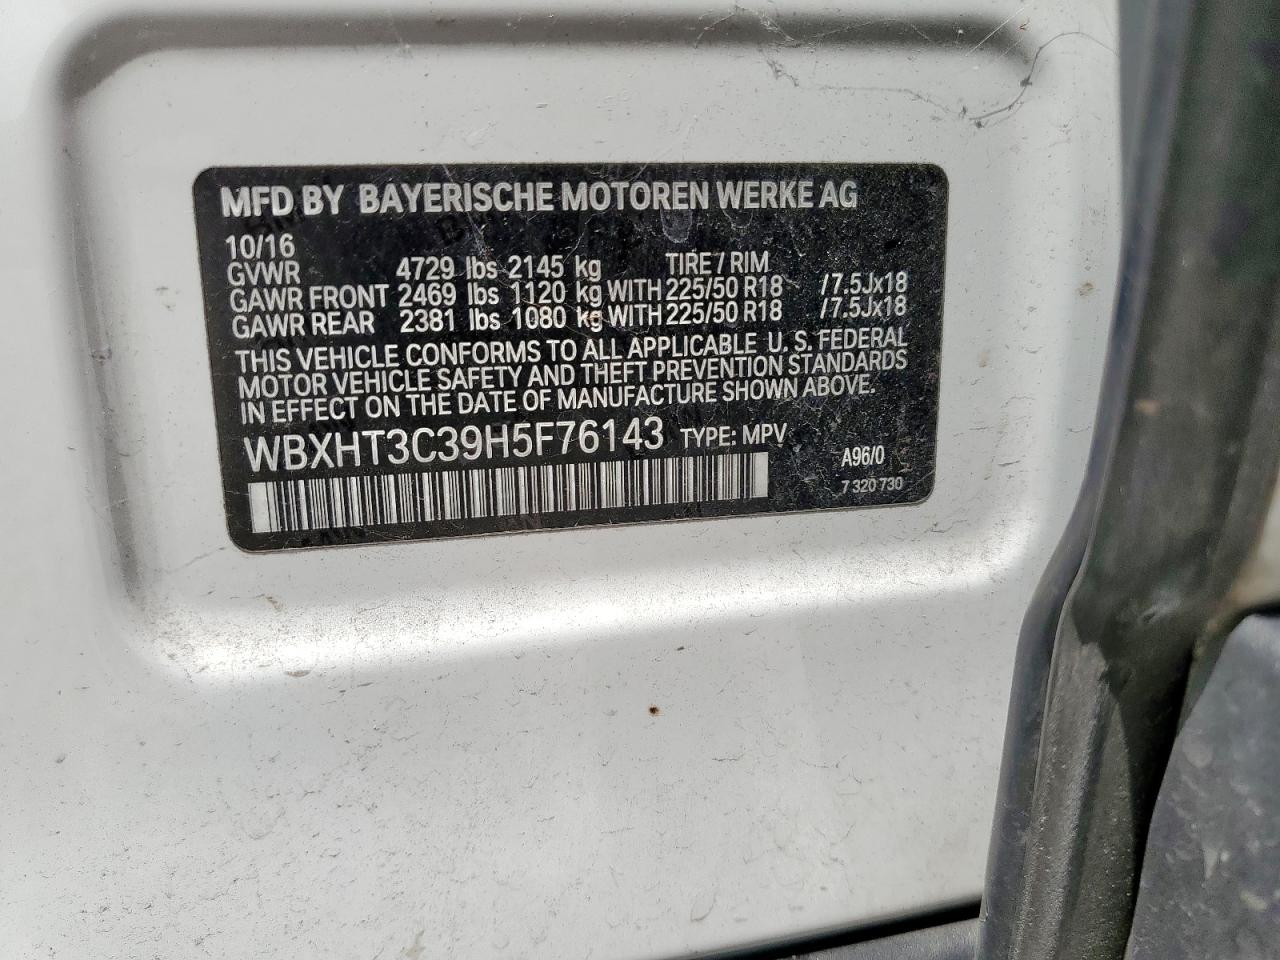 MFD BY BAYERISCHE MOTOREN WERKE AG
10/16
GVWR 4729 lbs 2145 kg TIRE / RIM
GAWR FRONT 2469 lbs 1120 kg WITH 225/50 R18 /7.5Jx18
GAWR REAR 2381 lbs 1080 kg WITH 225/50 R18 /7.5Jx18
THIS VEHICLE CONFORMS TO ALL APPLICABLE U. S. FEDERAL
MOTOR VEHICLE SAFETY AND THEFT PREVENTION STANDARDS
IN EFFECT ON THE DATE OF MANUFACTURE SHOWN ABOVE.
WBXHT3C39H5F76143 TYPE: MPV
A96/0
7 320 730